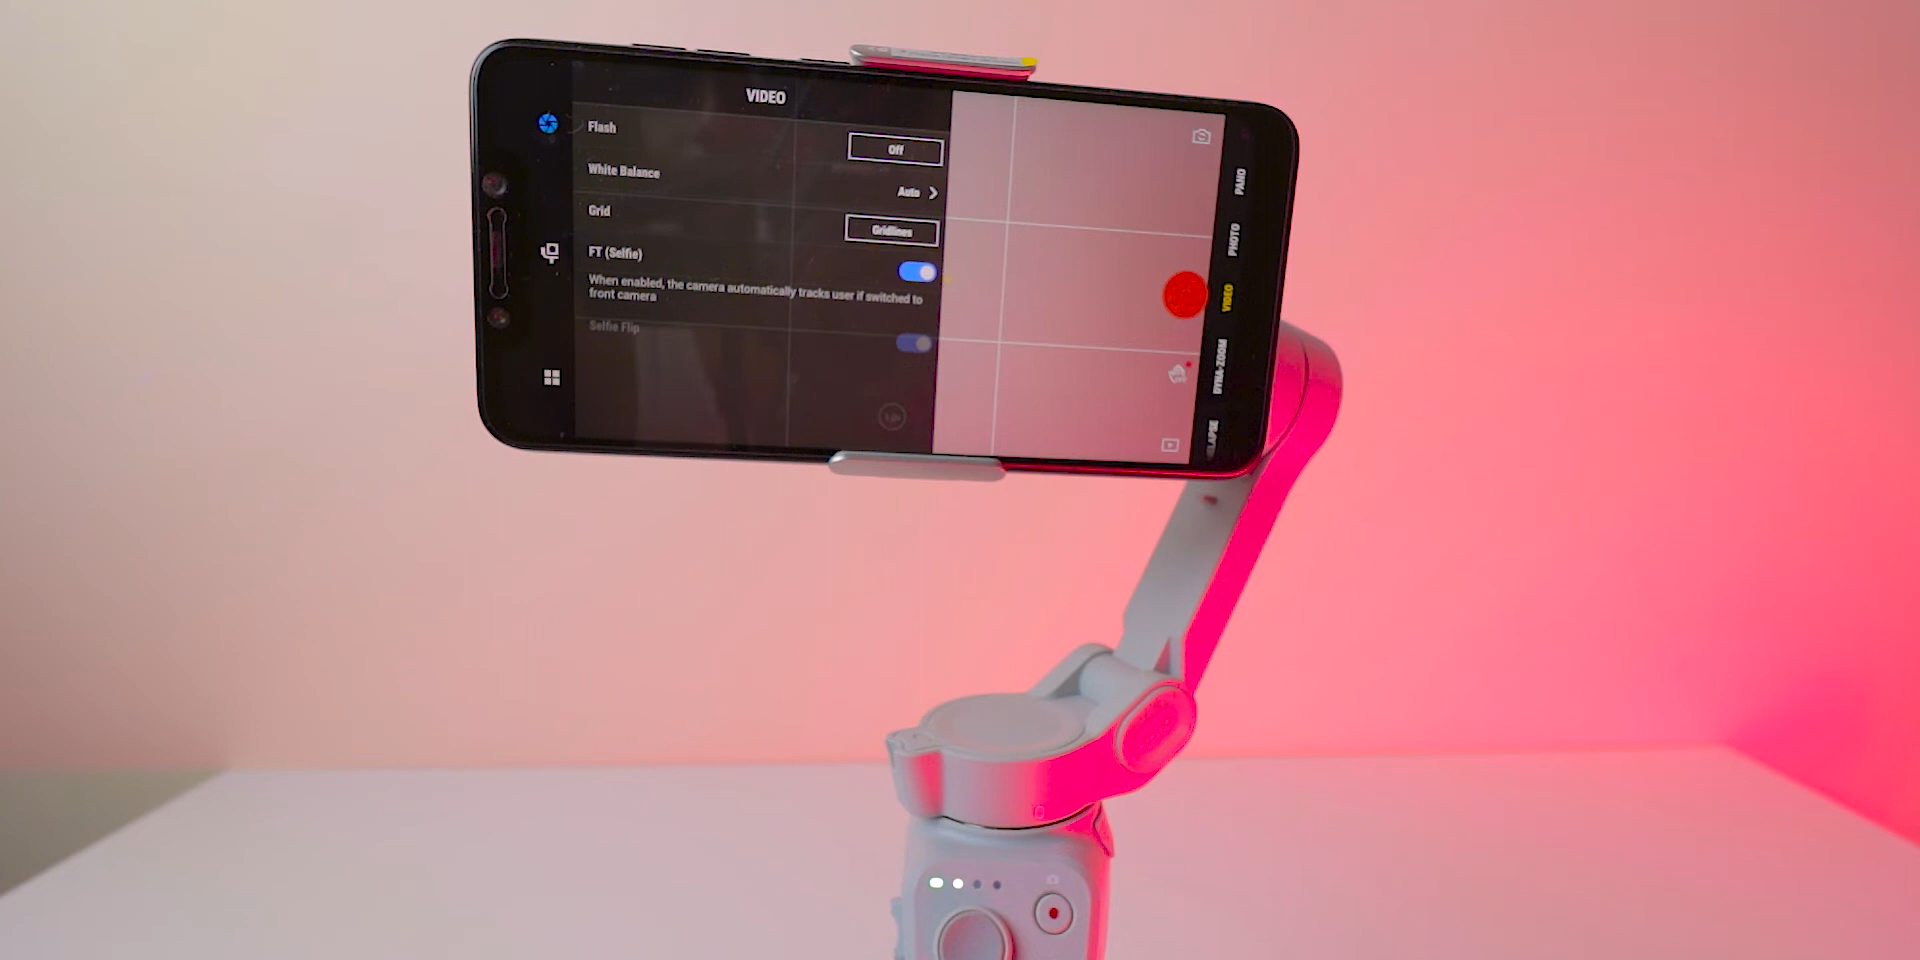 VIDEO
Flash
Off
White Balance
Auto
Grid
Gridlines
FT (Selfie)
When enabled, the camera automatically tracks user if switched to
front camera
Selfie Flip
PANO
PHOTO
VIDEO
DYNA-ZOOM
LAPSE